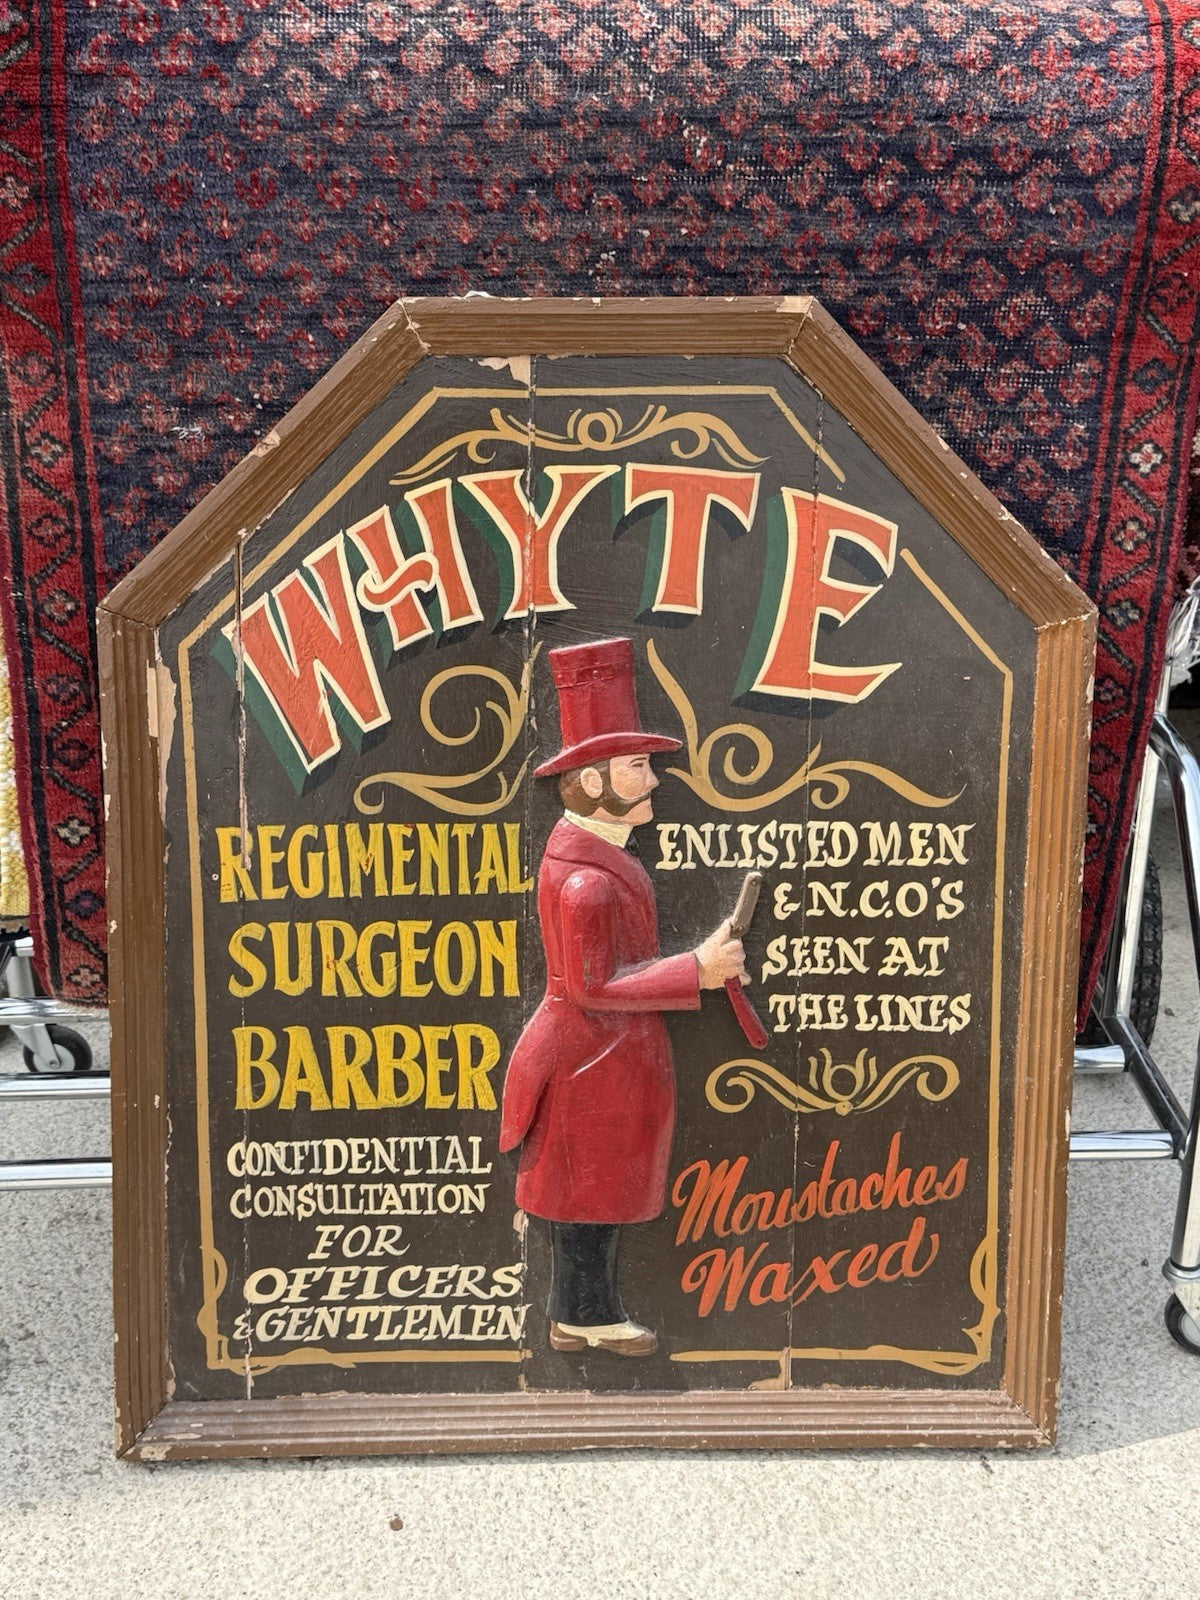 WHYTE
REGIMENTAL
SURGEON
BARBER
CONFIDENTIAL
CONSULTATION
FOR
OFFICERS
& GENTLEMEN
ENLISTED MEN
& N.C.O'S
SEEN AT
THE LINES
Moustaches
Waxed